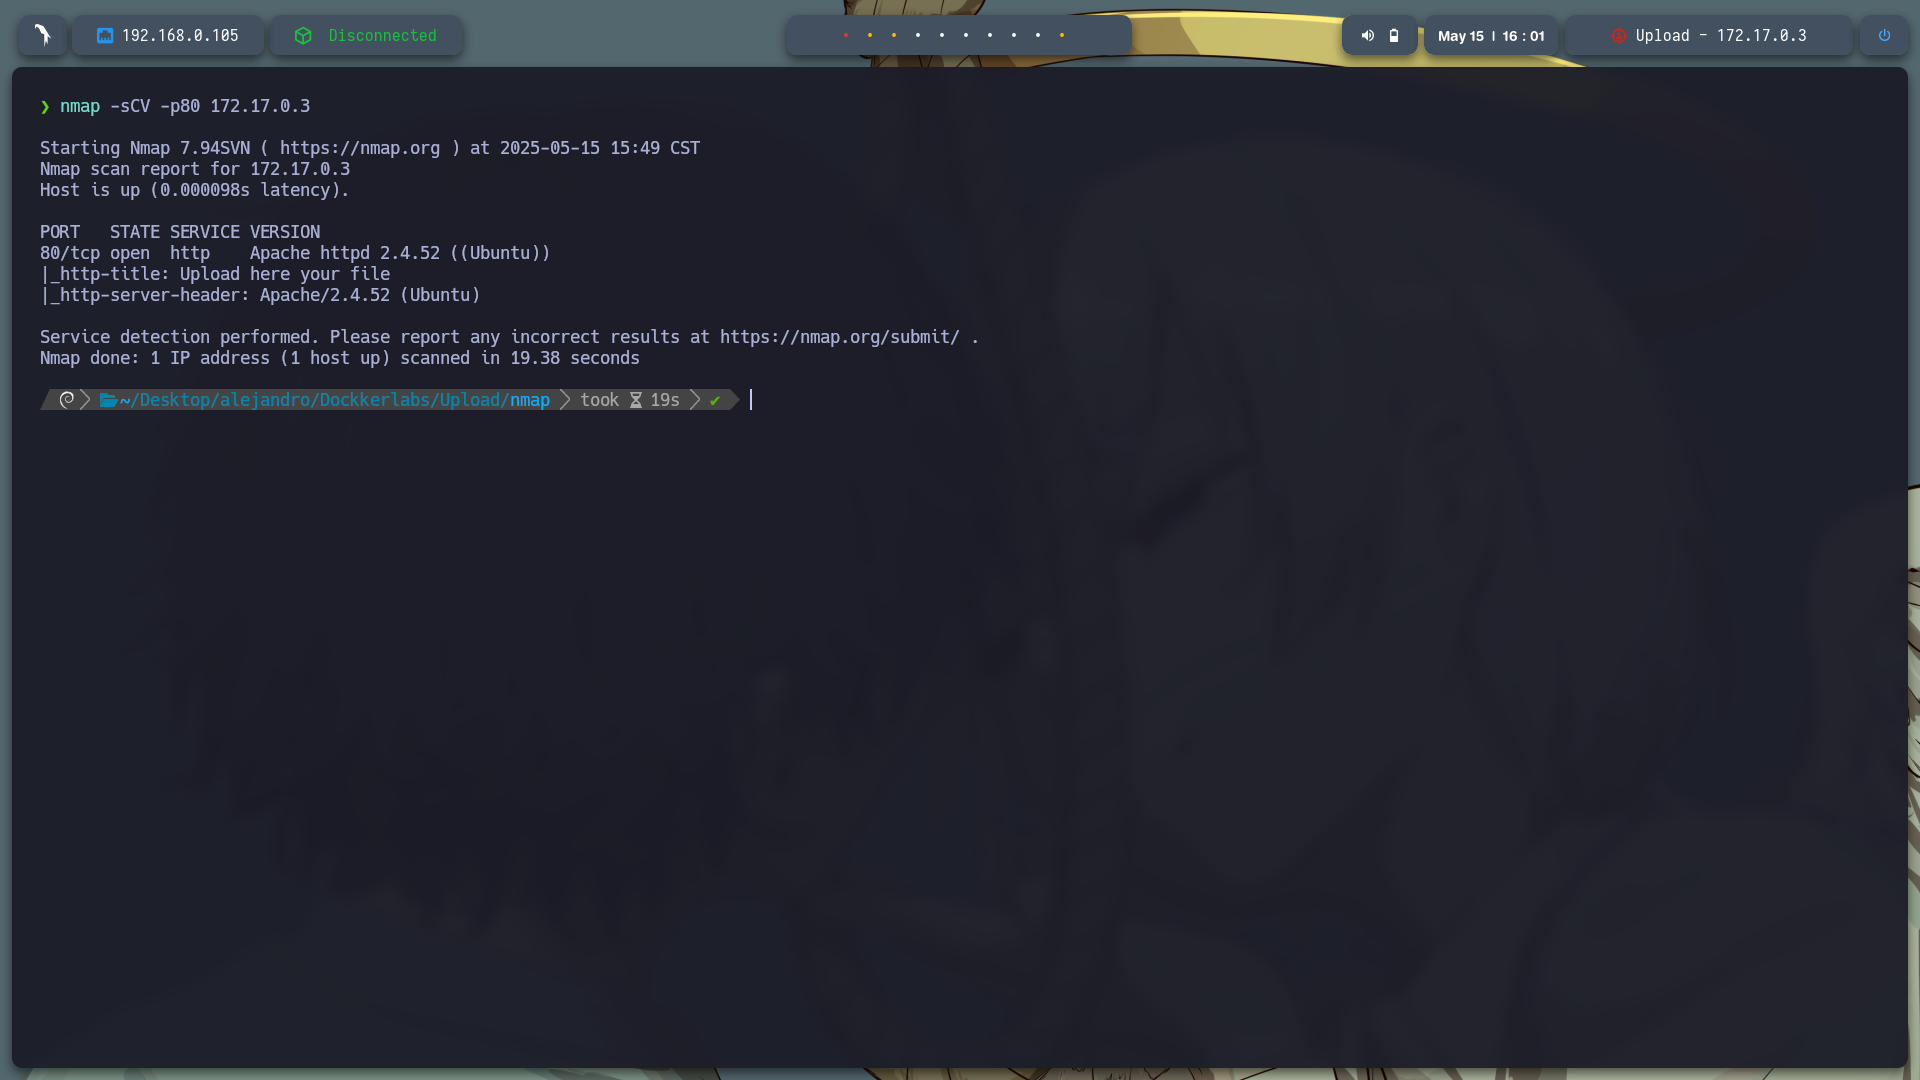 192.168.0.105
Disconnected
May 15 | 16 : 01
Upload - 172.17.0.3
❯ nmap -sCV -p80 172.17.0.3
Starting Nmap 7.94SVN ( https://nmap.org ) at 2025-05-15 15:49 CST
Nmap scan report for 172.17.0.3
Host is up (0.000098s latency).
PORT   STATE SERVICE VERSION
80/tcp open  http    Apache httpd 2.4.52 ((Ubuntu))
|_http-title: Upload here your file
|_http-server-header: Apache/2.4.52 (Ubuntu)
Service detection performed. Please report any incorrect results at https://nmap.org/submit/ .
Nmap done: 1 IP address (1 host up) scanned in 19.38 seconds
~/Desktop/alejandro/Dockkerlabs/Upload/nmap took 19s ✔